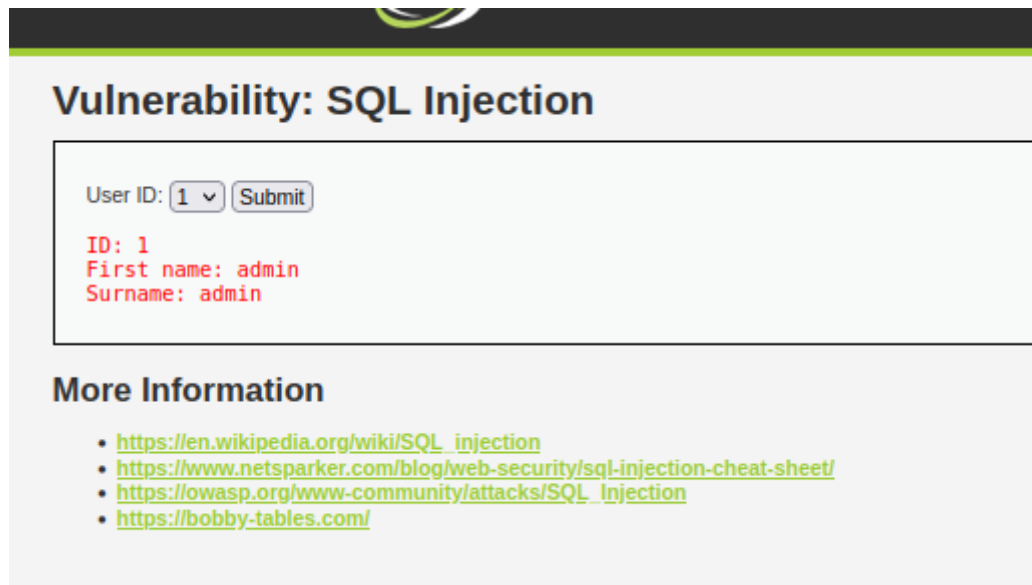 Vulnerability: SQL Injection
User ID: 1 Submit
ID: 1
First name: admin
Surname: admin
More Information
• https://en.wikipedia.org/wiki/SQL_injection
• https://www.netsparker.com/blog/web-security/sql-injection-cheat-sheet/
• https://owasp.org/www-community/attacks/SQL_Injection
• https://bobby-tables.com/